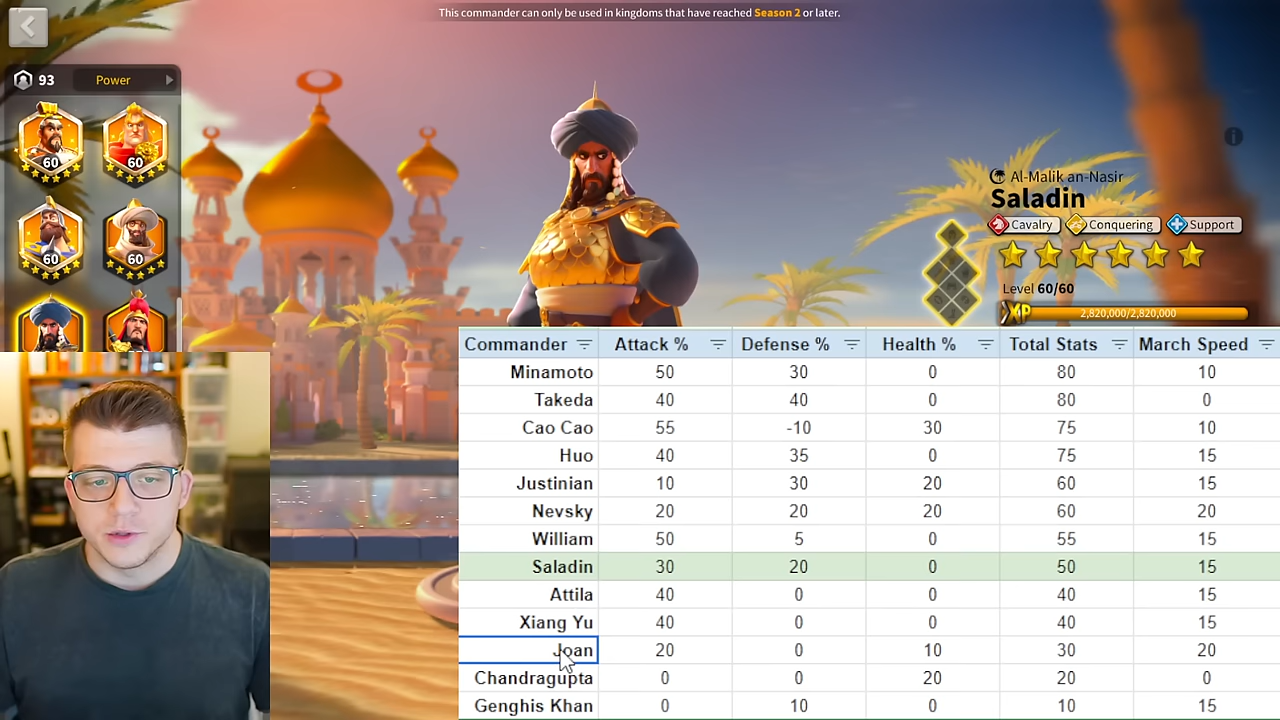 This commander can only be used in kingdoms that have reached Season 2 or later.
93 Power
60 60
60 60
Al-Malik an-Nasir
Saladin
Cavalry Conquering Support
Level 60/60
XP 2,820,000/2,820,000
Commander Attack % Defense % Health % Total Stats March Speed
Minamoto 50 30 0 80 10
Takeda 40 40 0 80 0
Cao Cao 55 -10 30 75 10
Huo 40 35 0 75 15
Justinian 10 30 20 60 15
Nevsky 20 20 20 60 20
William 50 5 0 55 15
Saladin 30 20 0 50 15
Attila 40 0 0 40 15
Xiang Yu 40 0 0 40 15
Joan 20 0 10 30 20
Chandragupta 0 0 20 20 0
Genghis Khan 0 10 0 10 15